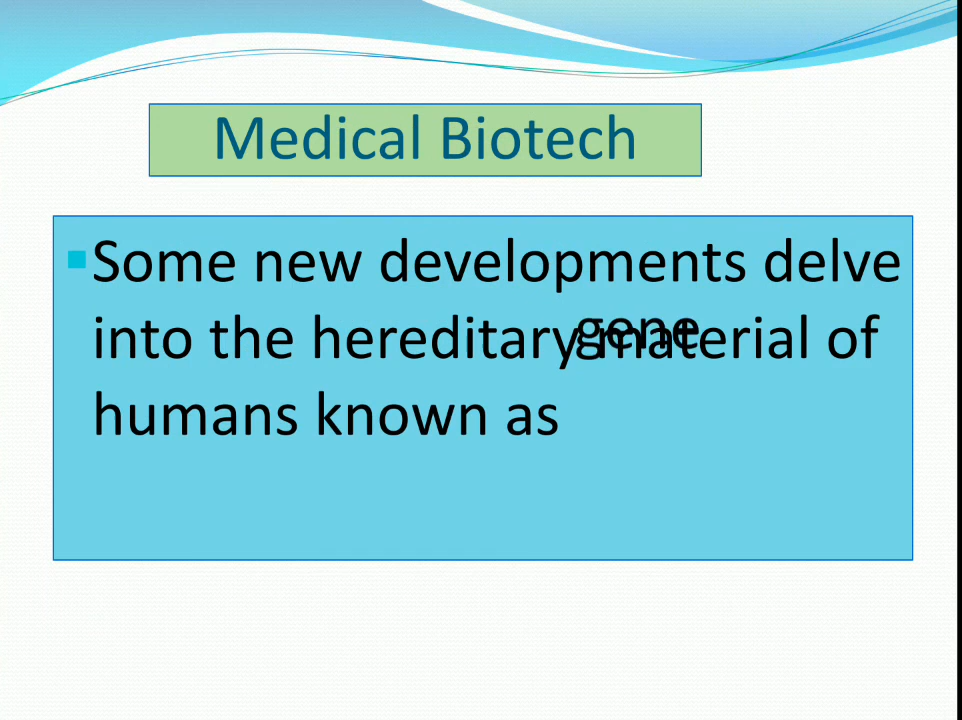 Medical Biotech
Some new developments delve
into the hereditary material of
gene
humans known as